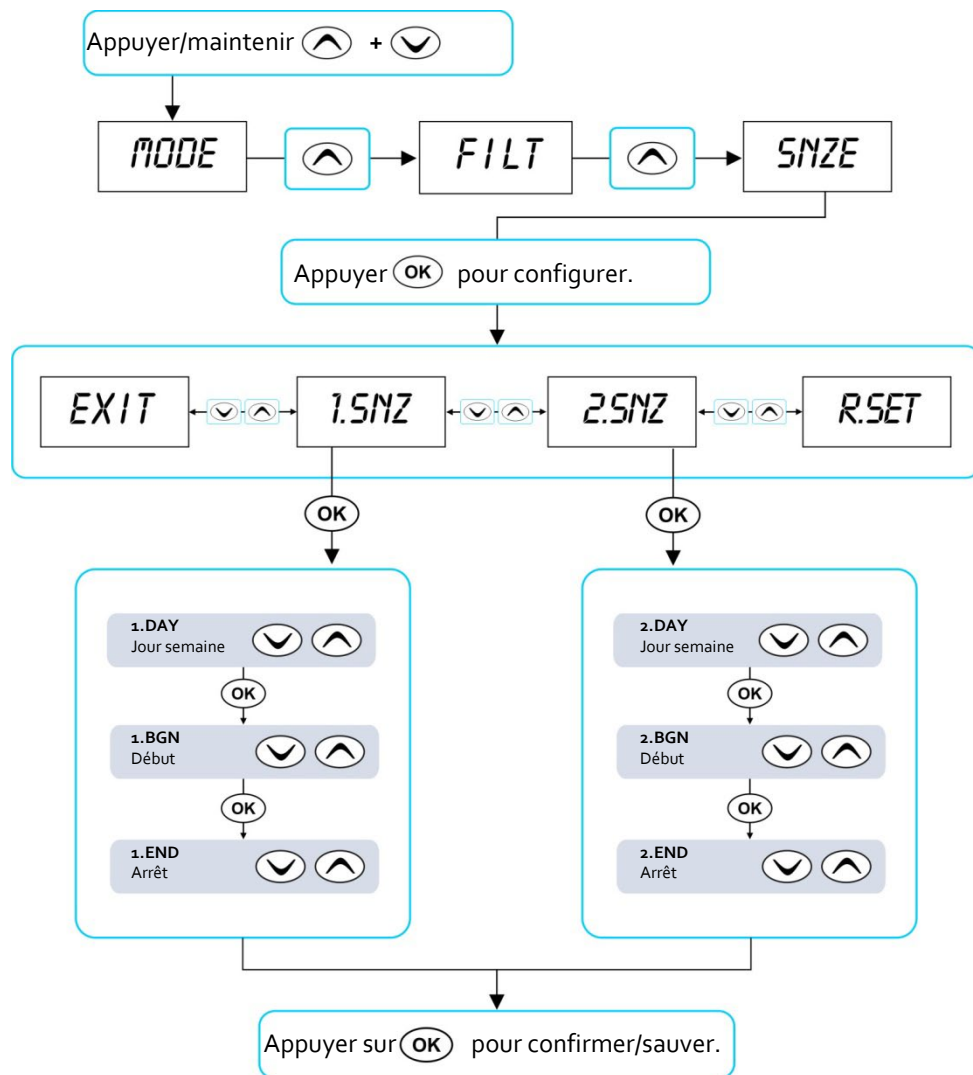 Appuyer/maintenir +
MODE FILT SNZE
Appuyer OK pour configurer.
EXIT 1.SNZ 2.SNZ R.SET
OK OK
1.DAY
Jour semaine
OK
1.BGN
Début
OK
1.END
Arrêt
2.DAY
Jour semaine
OK
2.BGN
Début
OK
2.END
Arrêt
Appuyer sur OK pour confirmer/sauver.